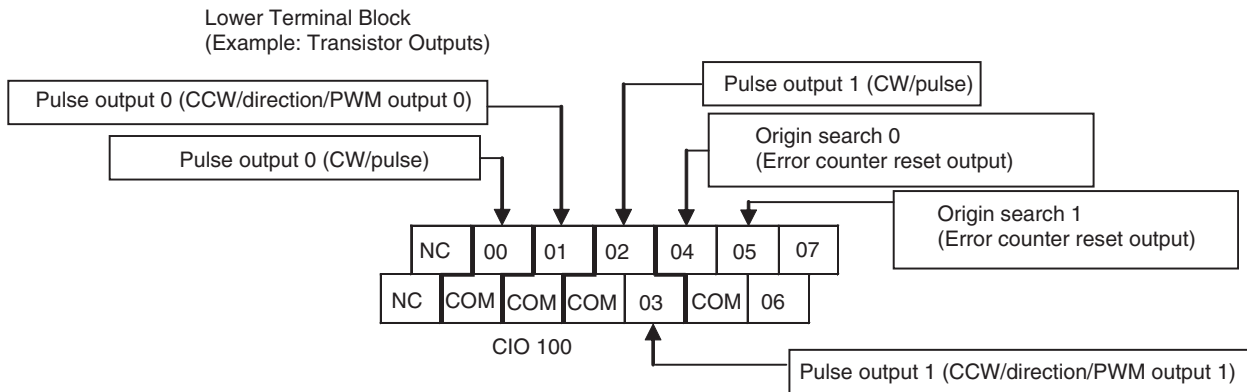 Lower Terminal Block
(Example: Transistor Outputs)
Pulse output 0 (CCW/direction/PWM output 0)
Pulse output 1 (CW/pulse)
Pulse output 0 (CW/pulse)
Origin search 0
(Error counter reset output)
Origin search 1
(Error counter reset output)
NC 00 01 02 04 05 07
NC COM COM COM 03 COM 06
CIO 100
Pulse output 1 (CCW/direction/PWM output 1)